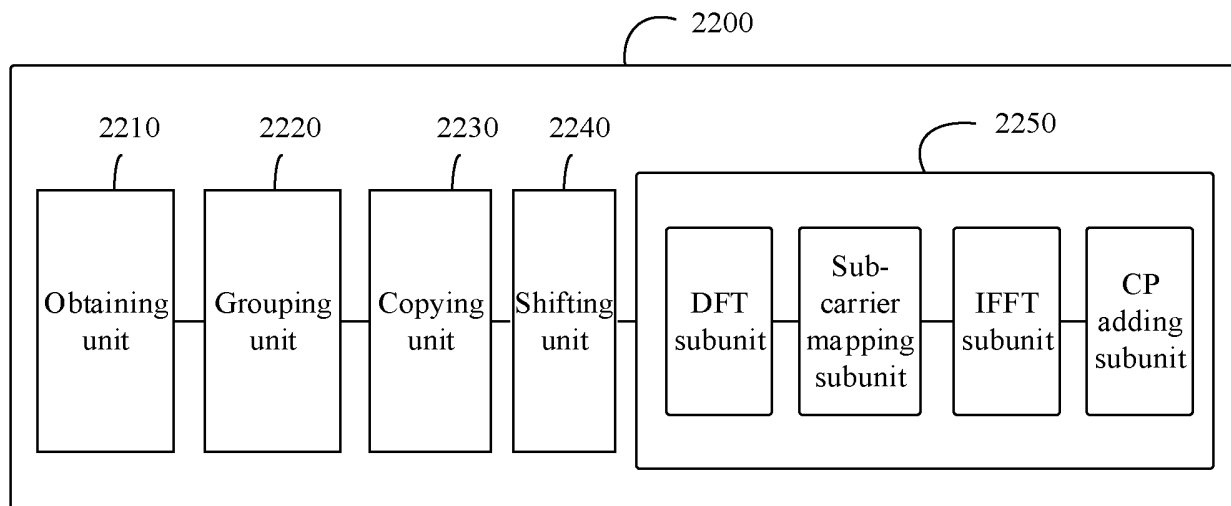 2200
2210
2220
2230
2240
2250
Obtaining
unit
Grouping
unit
Copying
unit
Shifting
unit
DFT
subunit
Sub-
carrier
mapping
subunit
IFFT
subunit
CP
adding
subunit